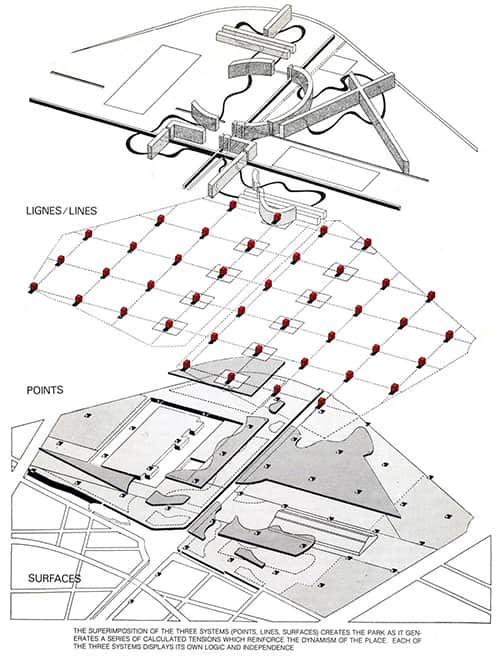 LIGNES/LINES
POINTS
SURFACES
THE SUPERIMPOSITION OF THE THREE SYSTEMS (POINTS, LINES, SURFACES) CREATES THE PARK AS IT GEN-
ERATES A SERIES OF CALCULATED TENSIONS WHICH REINFORCE THE DYNAMISM OF THE PLACE. EACH OF
THE THREE SYSTEMS DISPLAYS ITS OWN LOGIC AND INDEPENDENCE